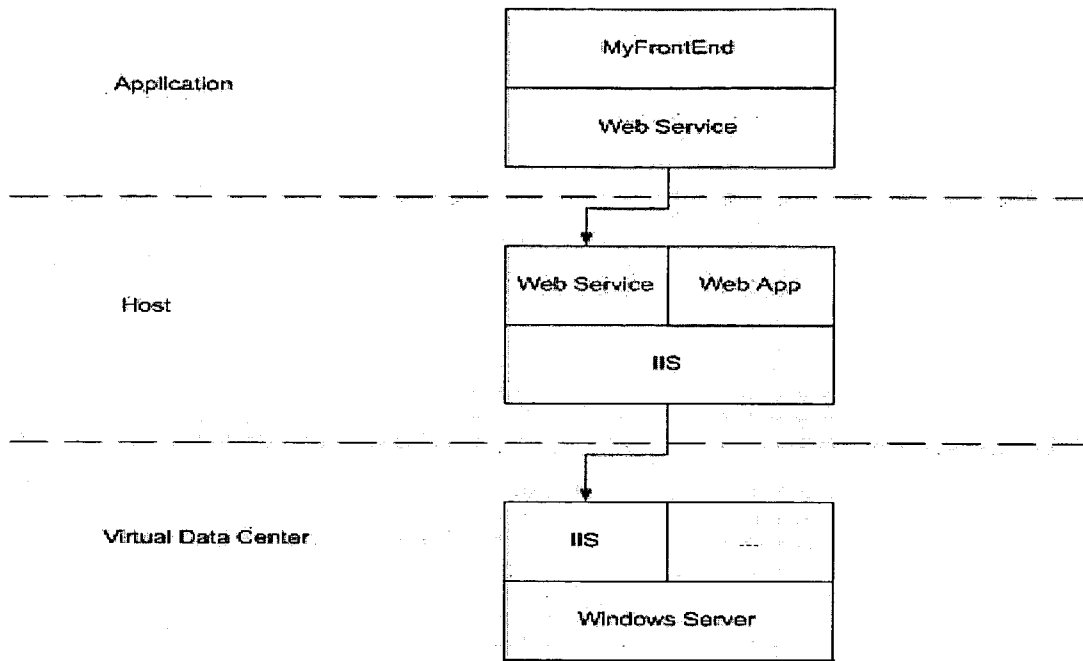 MyFrontEnd
Application
Web Service
Web Service
Web App
Host
IIS
Virtual Data Center
IIS
...
Windows Server